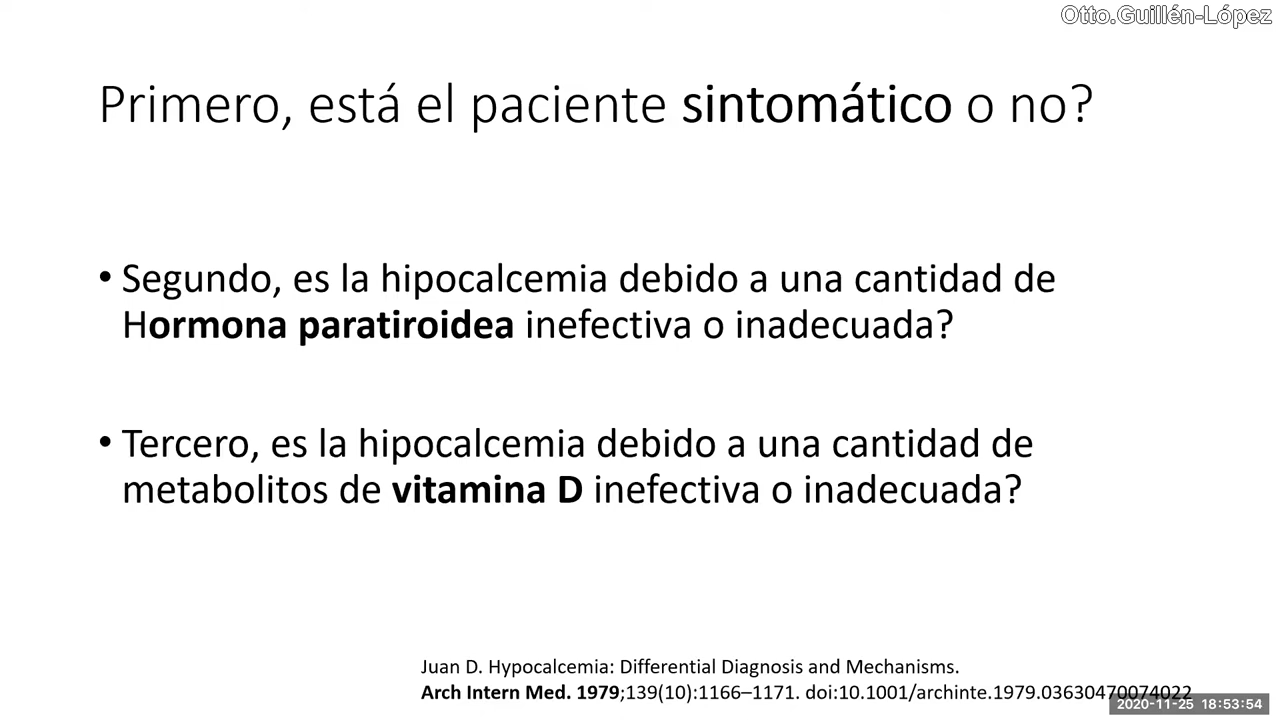 Otto.Guillén-López
Primero, está el paciente sintomático o no?
• Segundo, es la hipocalcemia debido a una cantidad de
Hormona paratiroidea inefectiva o inadecuada?
• Tercero, es la hipocalcemia debido a una cantidad de
metabolitos de vitamina D inefectiva o inadecuada?
Juan D. Hypocalcemia: Differential Diagnosis and Mechanisms.
Arch Intern Med. 1979;139(10):1166–1171. doi:10.1001/archinte.1979.03630470074022
2020-11-25 18:53:54